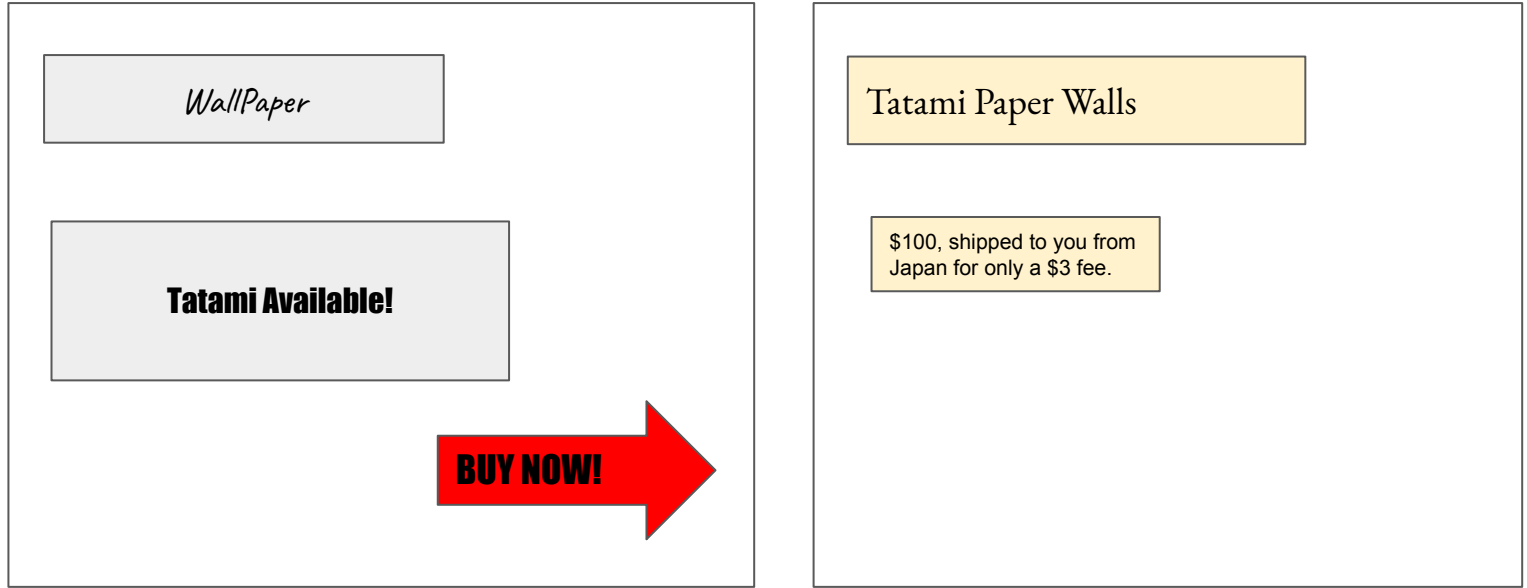 WallPaper
Tatami Available!
BUY NOW!
Tatami Paper Walls
$100, shipped to you from
Japan for only a $3 fee.